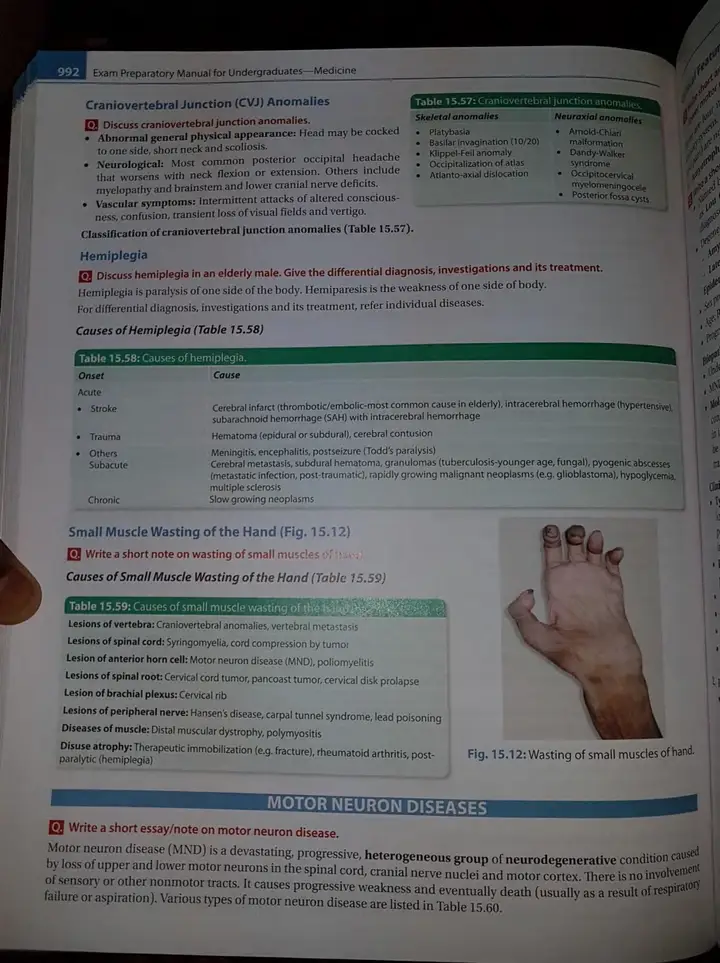 992 Exam Preparatory Manual for Undergraduates—Medicine
Craniovertebral Junction (CVJ) Anomalies
Q. Discuss craniovertebral junction anomalies.
• Abnormal general physical appearance: Head may be cocked
to one side, short neck and scoliosis.
• Neurological: Most common posterior occipital headache
that worsens with neck flexion or extension. Others include
myelopathy and brainstem and lower cranial nerve deficits.
• Vascular symptoms: Intermittent attacks of altered conscious-
ness, confusion, transient loss of visual fields and vertigo.
Classification of craniovertebral junction anomalies (Table 15.57).
Table 15.57: Craniovertebral junction anomalies.
Skeletal anomalies
• Platybasia
• Basilar invagination (10/20)
• Klippel-Feil anomaly
• Occipitalization of atlas
• Atlanto-axial dislocation
Neuraxial anomalies
• Arnold-Chiari
malformation
• Dandy-Walker
syndrome
• Occipitocervical
myelomeningocele
• Posterior fossa cysts
Hemiplegia
Q. Discuss hemiplegia in an elderly male. Give the differential diagnosis, investigations and its treatment.
Hemiplegia is paralysis of one side of the body. Hemiparesis is the weakness of one side of body.
For differential diagnosis, investigations and its treatment, refer individual diseases.
Causes of Hemiplegia (Table 15.58)
Table 15.58: Causes of hemiplegia.
Onset Cause
Acute
• Stroke Cerebral infarct (thrombotic/embolic-most common cause in elderly), intracerebral hemorrhage (hypertensive),
subarachnoid hemorrhage (SAH) with intracerebral hemorrhage
• Trauma Hematoma (epidural or subdural), cerebral contusion
• Others Meningitis, encephalitis, postseizure (Todd's paralysis)
Subacute Cerebral metastasis, subdural hematoma, granulomas (tuberculosis-younger age, fungal), pyogenic abscesses
(metastatic infection, post-traumatic), rapidly growing malignant neoplasms (e.g. glioblastoma), hypoglycemia,
multiple sclerosis
Chronic Slow growing neoplasms
Small Muscle Wasting of the Hand (Fig. 15.12)
Q. Write a short note on wasting of small muscles of hand.
Causes of Small Muscle Wasting of the Hand (Table 15.59)
Table 15.59: Causes of small muscle wasting of the hand.
Lesions of vertebra: Craniovertebral anomalies, vertebral metastasis
Lesions of spinal cord: Syringomyelia, cord compression by tumor
Lesion of anterior horn cell: Motor neuron disease (MND), poliomyelitis
Lesions of spinal root: Cervical cord tumor, pancoast tumor, cervical disk prolapse
Lesion of brachial plexus: Cervical rib
Lesions of peripheral nerve: Hansen's disease, carpal tunnel syndrome, lead poisoning
Diseases of muscle: Distal muscular dystrophy, polymyositis
Disuse atrophy: Therapeutic immobilization (e.g. fracture), rheumatoid arthritis, post-
paralytic (hemiplegia)
Fig. 15.12: Wasting of small muscles of hand.
MOTOR NEURON DISEASES
Q. Write a short essay/note on motor neuron disease.
Motor neuron disease (MND) is a devastating, progressive, heterogeneous group of neurodegenerative condition caused
by loss of upper and lower motor neurons in the spinal cord, cranial nerve nuclei and motor cortex. There is no involvement
of sensory or other nonmotor tracts. It causes progressive weakness and eventually death (usually as a result of respiratory
failure or aspiration). Various types of motor neuron disease are listed in Table 15.60.